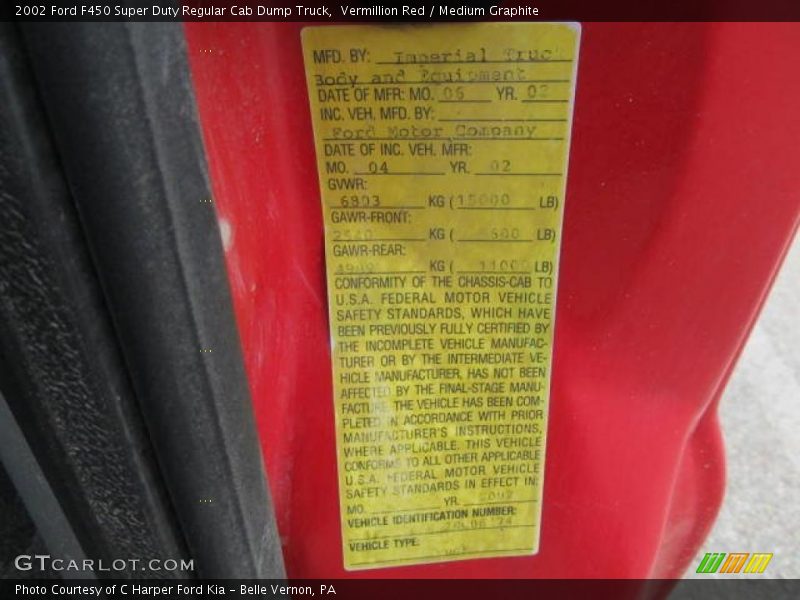 2002 Ford F450 Super Duty Regular Cab Dump Truck, Vermillion Red / Medium Graphite
MFD. BY: Imperial Truc
Body and Equipment
DATE OF MFR: MO. 06 YR. 02
INC. VEH. MFD. BY:
Ford Motor Company
DATE OF INC. VEH. MFR:
MO. 04 YR. 02
GVWR:
6803 KG (15000 LB)
GAWR-FRONT:
KG ( LB)
GAWR-REAR:
KG ( 11000 LB)
CONFORMITY OF THE CHASSIS-CAB TO
U.S.A. FEDERAL MOTOR VEHICLE
SAFETY STANDARDS, WHICH HAVE
BEEN PREVIOUSLY FULLY CERTIFIED BY
THE INCOMPLETE VEHICLE MANUFAC-
TURER OR BY THE INTERMEDIATE VE-
HICLE MANUFACTURER, HAS NOT BEEN
AFFECTED BY THE FINAL-STAGE MANU-
FACTURE. THE VEHICLE HAS BEEN COM-
PLETED IN ACCORDANCE WITH PRIOR
MANUFACTURER'S INSTRUCTIONS,
WHERE APPLICABLE. THIS VEHICLE
CONFORMS TO ALL OTHER APPLICABLE
U.S.A. FEDERAL MOTOR VEHICLE
SAFETY STANDARDS IN EFFECT IN:
MO. YR. 2002
VEHICLE IDENTIFICATION NUMBER:
VEHICLE TYPE:
GTCARLOT.COM
Photo Courtesy of C Harper Ford Kia - Belle Vernon, PA